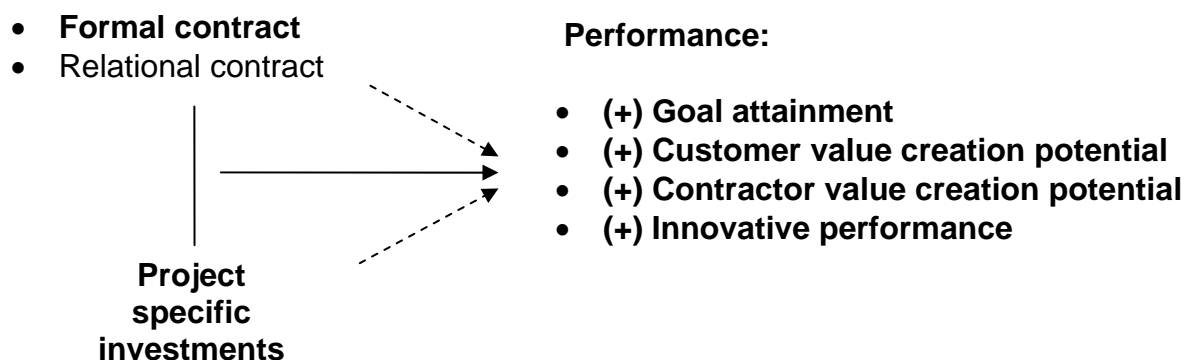 • Formal contract
• Relational contract
Performance:
• (+) Goal attainment
• (+) Customer value creation potential
• (+) Contractor value creation potential
• (+) Innovative performance
Project
specific
investments